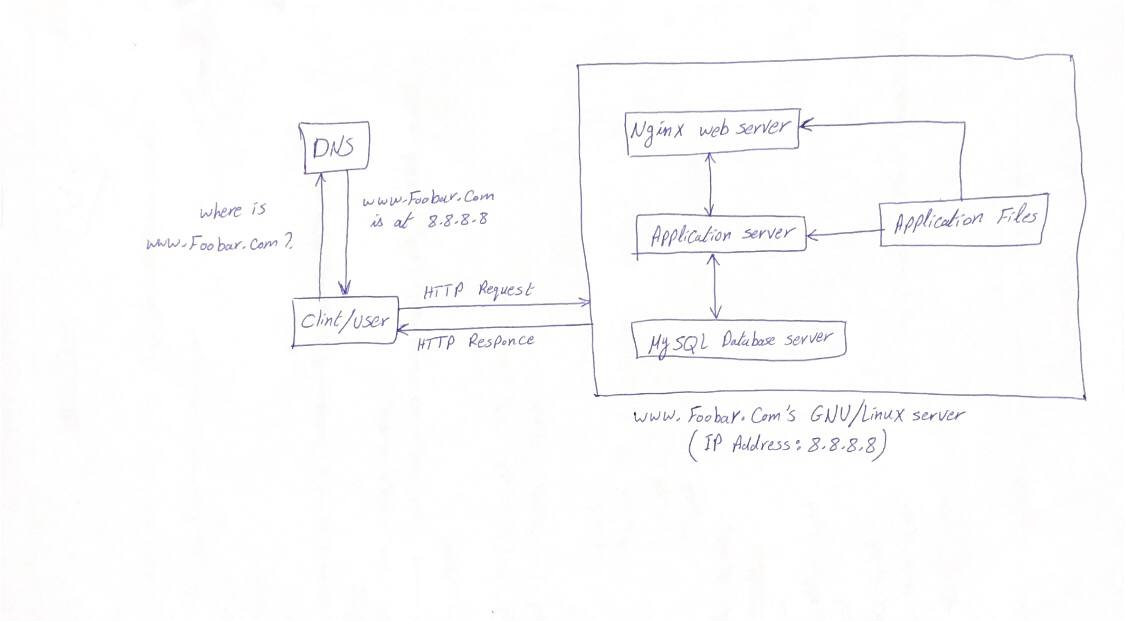 DNS
where is
www.Foobar.Com?
www.Foobar.Com
is at 8.8.8.8
Clint/user
HTTP Request
HTTP Responce
Nginx web server
Application server
Application Files
MySQL Database server
www.Foobar.Com's GNU/Linux server
(IP Address: 8.8.8.8)